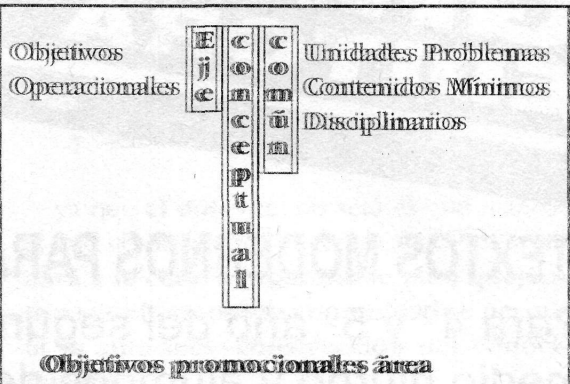 Objetivos
Operacionales
Eje
conceptual
común
Unidades Problemas
Contenidos Mínimos
Disciplinarios
Objetivos promocionales área